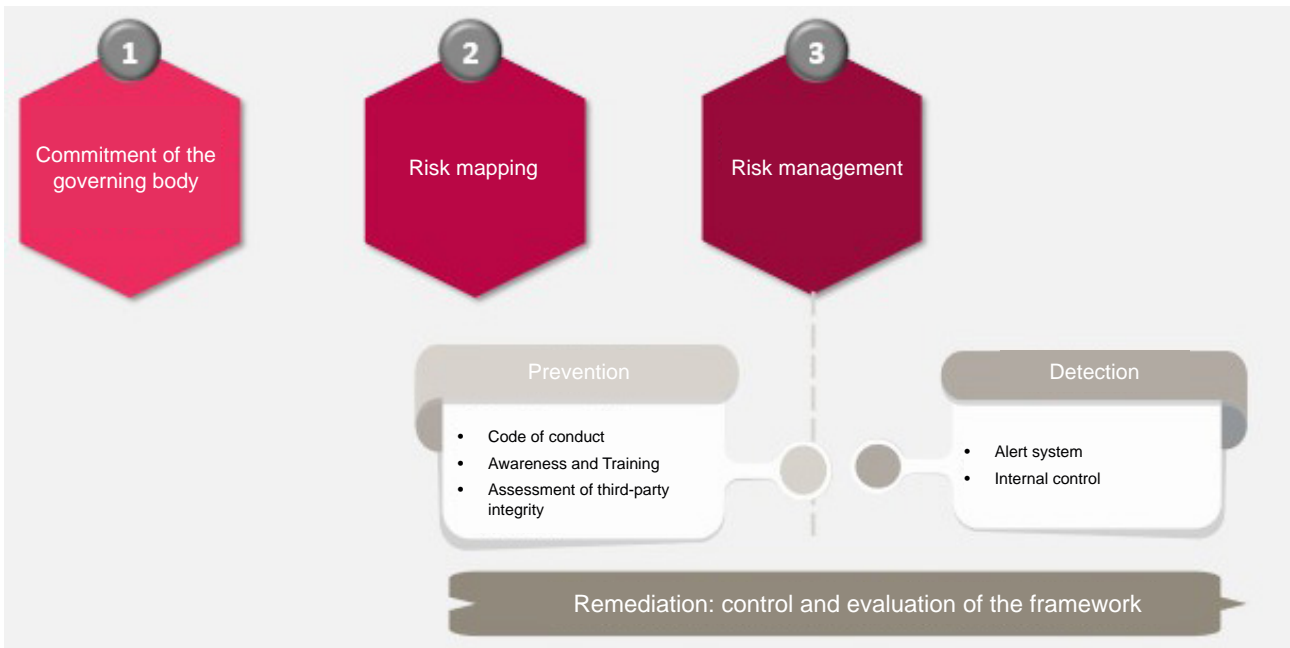 1
Commitment of the
governing body
2
Risk mapping
3
Risk management
Prevention
• Code of conduct
• Awareness and Training
• Assessment of third-party
integrity
Detection
• Alert system
• Internal control
Remediation: control and evaluation of the framework